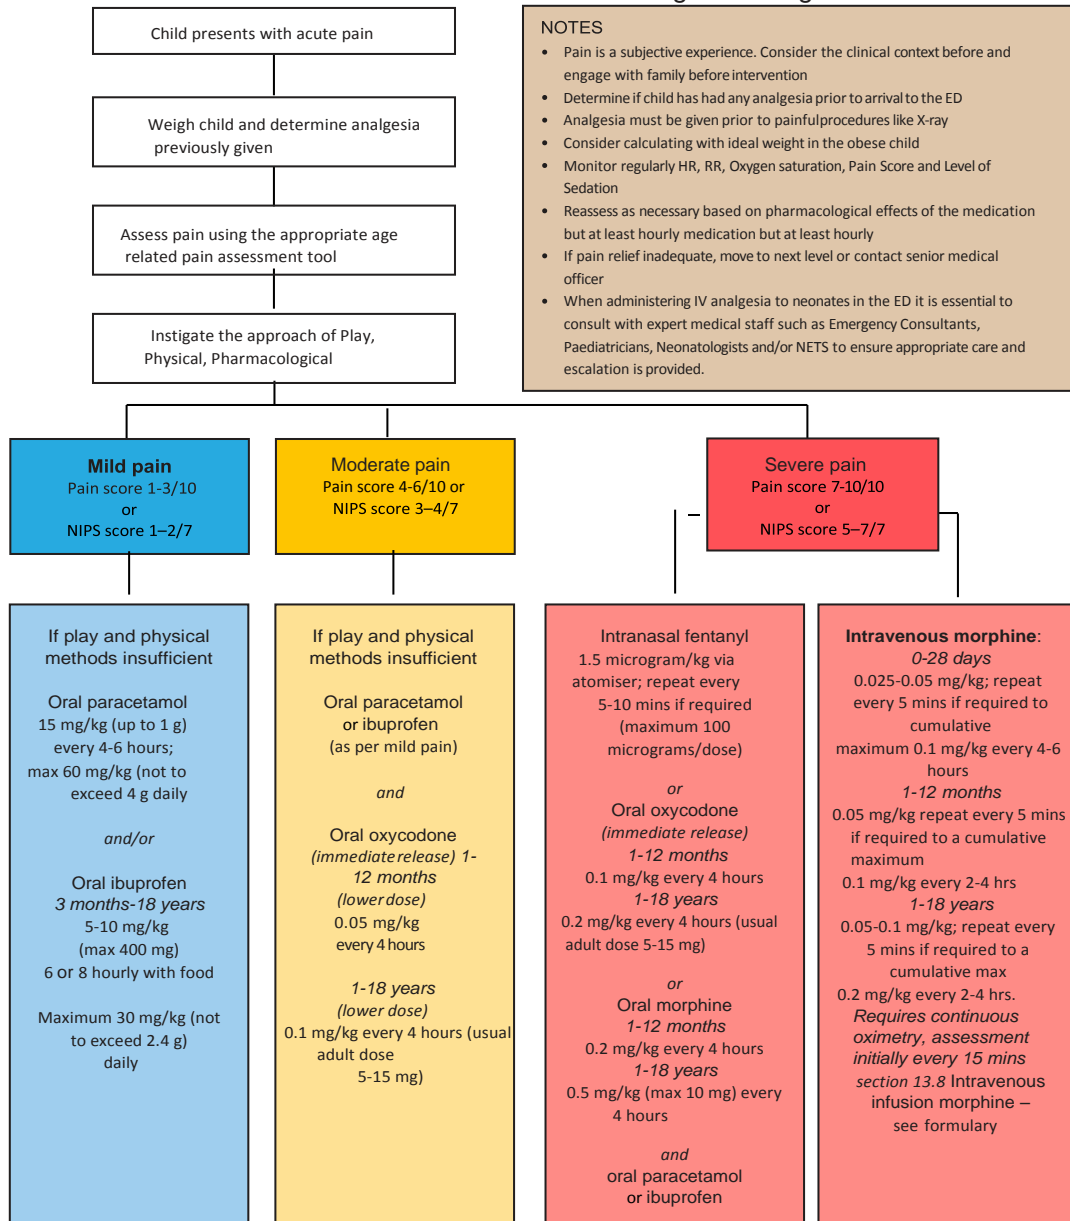 Child presents with acute pain
Weigh child and determine analgesia
previously given
Assess pain using the appropriate age
related pain assessment tool
Instigate the approach of Play,
Physical, Pharmacological
NOTES
• Pain is a subjective experience. Consider the clinical context before and
engage with family before intervention
• Determine if child has had any analgesia prior to arrival to the ED
• Analgesia must be given prior to painful procedures like X-ray
• Consider calculating with ideal weight in the obese child
• Monitor regularly HR, RR, Oxygen saturation, Pain Score and Level of
Sedation
• Reassess as necessary based on pharmacological effects of the medication
but at least hourly medication but at least hourly
• If pain relief inadequate, move to next level or contact senior medical
officer
• When administering IV analgesia to neonates in the ED it is essential to
consult with expert medical staff such as Emergency Consultants,
Paediatricians, Neonatologists and/or NETS to ensure appropriate care and
escalation is provided.
Mild pain
Pain score 1-3/10
or
NIPS score 1–2/7
Moderate pain
Pain score 4-6/10 or
NIPS score 3–4/7
Severe pain
Pain score 7-10/10
or
NIPS score 5–7/7
If play and physical
methods insufficient
Oral paracetamol
15 mg/kg (up to 1 g)
every 4-6 hours;
max 60 mg/kg (not to
exceed 4 g daily
and/or
Oral ibuprofen
3 months-18 years
5-10 mg/kg
(max 400 mg)
6 or 8 hourly with food
Maximum 30 mg/kg (not
to exceed 2.4 g)
daily
If play and physical
methods insufficient
Oral paracetamol
or ibuprofen
(as per mild pain)
and
Oral oxycodone
(immediate release) 1-
12 months
(lower dose)
0.05 mg/kg
every 4 hours
1-18 years
(lower dose)
0.1 mg/kg every 4 hours (usual
adult dose
5-15 mg)
Intranasal fentanyl
1.5 microgram/kg via
atomiser; repeat every
5-10 mins if required
(maximum 100
micrograms/dose)
or
Oral oxycodone
(immediate release)
1-12 months
0.1 mg/kg every 4 hours
1-18 years
0.2 mg/kg every 4 hours (usual
adult dose 5-15 mg)
or
Oral morphine
1-12 months
0.2 mg/kg every 4 hours
1-18 years
0.5 mg/kg (max 10 mg) every
4 hours
and
oral paracetamol
or ibuprofen
Intravenous morphine:
0-28 days
0.025-0.05 mg/kg; repeat
every 5 mins if required to
cumulative
maximum 0.1 mg/kg every 4-6
hours
1-12 months
0.05 mg/kg repeat every 5 mins
if required to a cumulative
maximum
0.1 mg/kg every 2-4 hrs
1-18 years
0.05-0.1 mg/kg; repeat every
5 mins if required to a
cumulative max
0.2 mg/kg every 2-4 hrs.
Requires continuous
oximetry, assessment
initially every 15 mins
section 13.8 Intravenous
infusion morphine –
see formulary